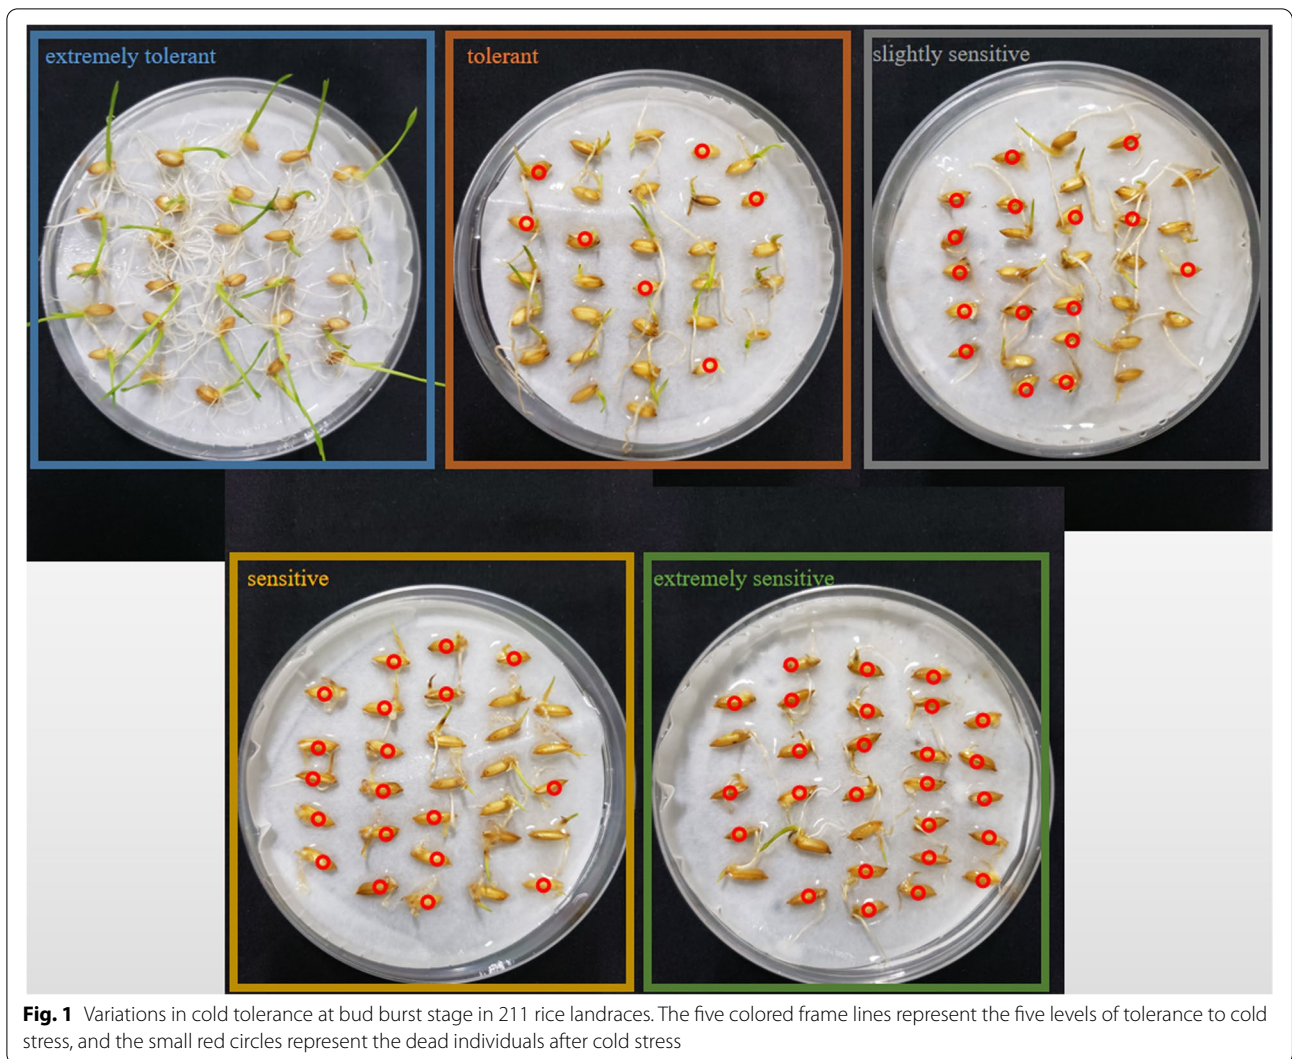 extremely tolerant
tolerant
slightly sensitive
sensitive
extremely sensitive
Fig. 1 Variations in cold tolerance at bud burst stage in 211 rice landraces. The five colored frame lines represent the five levels of tolerance to cold
stress, and the small red circles represent the dead individuals after cold stress